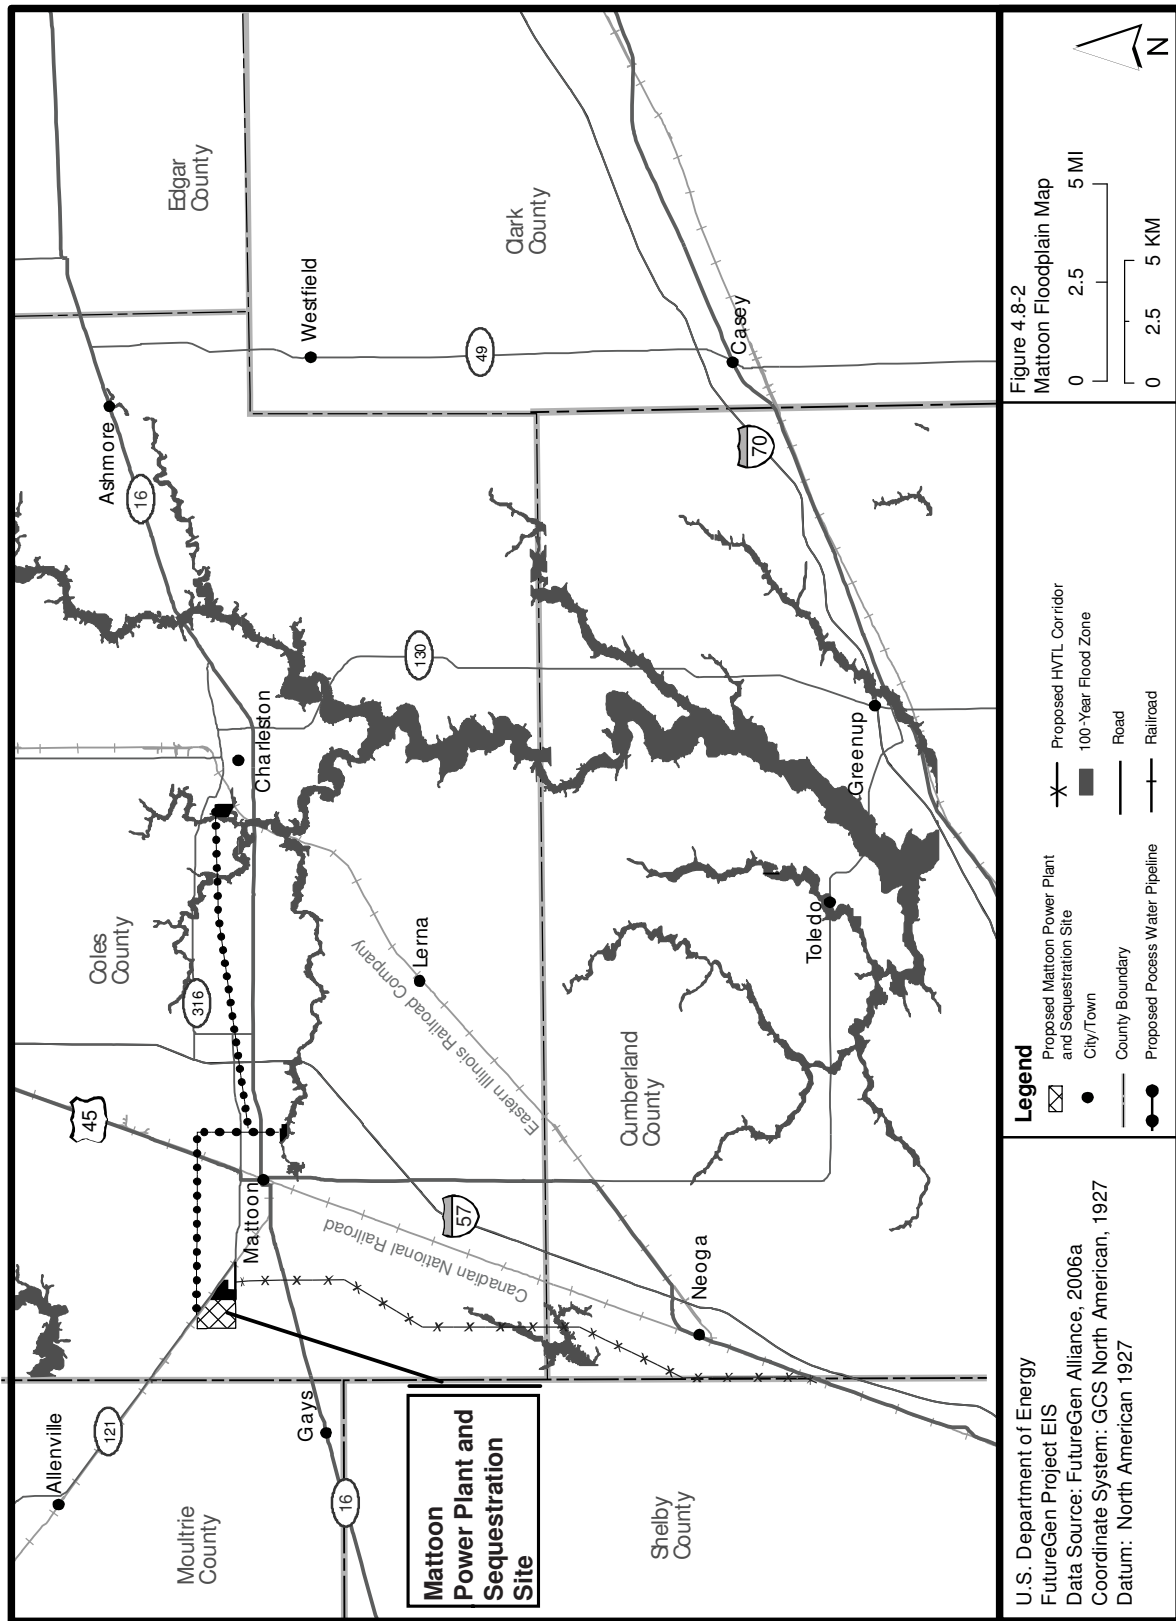 Edgar
County
Clark
County
Westfield
49
Casey
Ashmore
16
70
130
Charleston
Greenup
Coles
County
316
Lerna
Eastern Illinois Railroad Company
Toledo
Cumberland
County
45
Mattoon
57
Canadian National Railroad
Neoga
Allenville
121
Gays
Moultrie
County
16
Shelby
County
Mattoon
Power Plant and
Sequestration
Site
U.S. Department of Energy
FutureGen Project EIS
Data Source: FutureGen Alliance, 2006a
Coordinate System: GCS North American, 1927
Datum: North American 1927
Legend
Proposed Mattoon Power Plant
and Sequestration Site
City/Town
County Boundary
Proposed Pocess Water Pipeline
Proposed HVTL Corridor
100-Year Flood Zone
Road
Railroad
Figure 4.8-2
Mattoon Floodplain Map
0 2.5 5 MI
0 2.5 5 KM
N